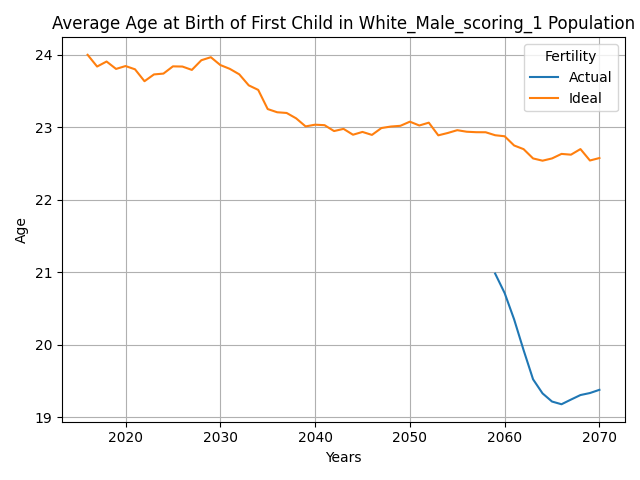 Average Age at Birth of First Child in White_Male_scoring_1 Population
Fertility
Actual
Ideal
Age
24
23
22
21
20
19
2020 2030 2040 2050 2060 2070
Years